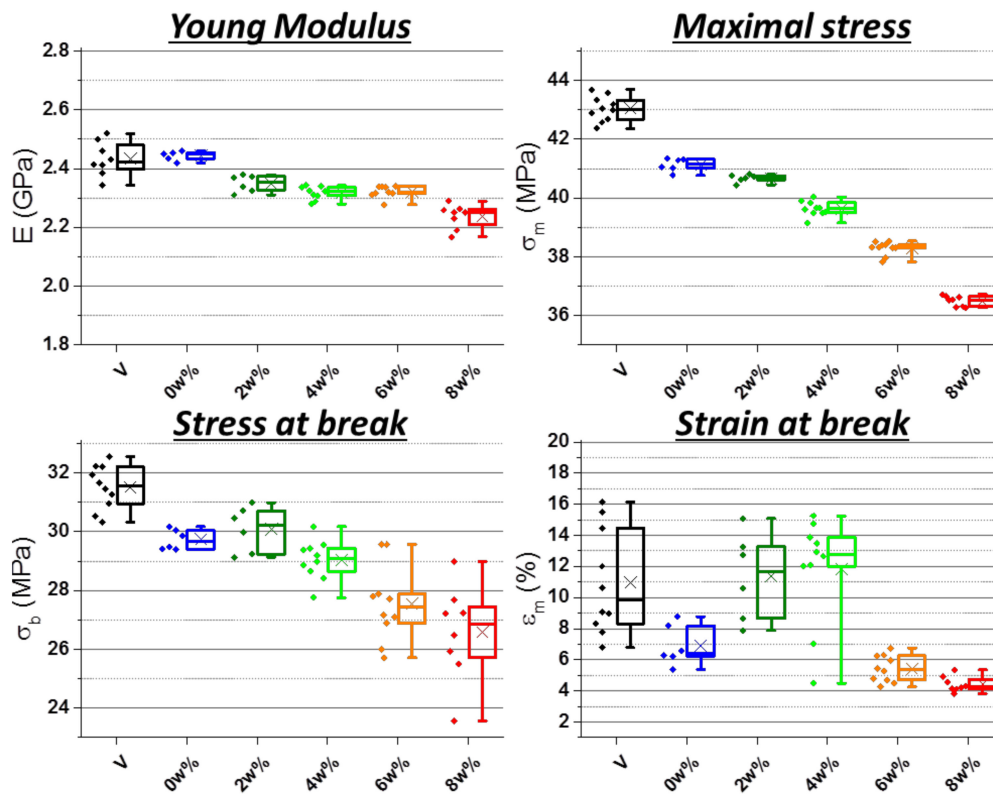 Young Modulus
E (GPa)
2.8
2.6
2.4
2.2
2.0
1.8
V
0w%
2w%
4w%
6w%
8w%
Maximal stress
σm (MPa)
44
42
40
38
36
V
0w%
2w%
4w%
6w%
8w%
Stress at break
σb (MPa)
32
30
28
26
24
V
0w%
2w%
4w%
6w%
8w%
Strain at break
εm (%)
20
18
16
14
12
10
8
6
4
2
V
0w%
2w%
4w%
6w%
8w%